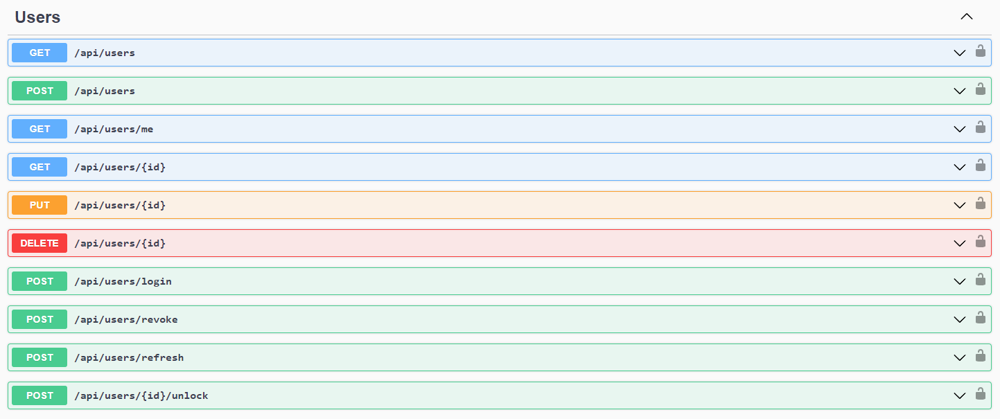 Users
GET /api/users
POST /api/users
GET /api/users/me
GET /api/users/{id}
PUT /api/users/{id}
DELETE /api/users/{id}
POST /api/users/login
POST /api/users/revoke
POST /api/users/refresh
POST /api/users/{id}/unlock